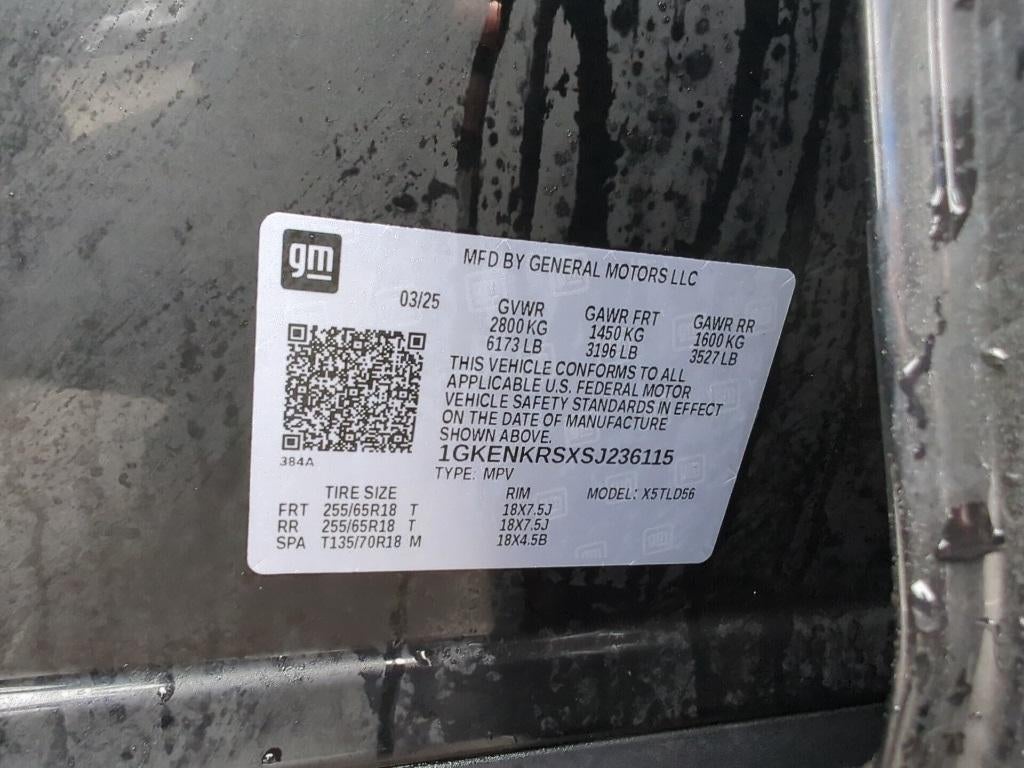 gm
MFD BY GENERAL MOTORS LLC
03/25
GVWR GAWR FRT GAWR RR
2800 KG 1450 KG 1600 KG
6173 LB 3196 LB 3527 LB
THIS VEHICLE CONFORMS TO ALL
APPLICABLE U.S. FEDERAL MOTOR
VEHICLE SAFETY STANDARDS IN EFFECT
ON THE DATE OF MANUFACTURE
SHOWN ABOVE.
384A
1GKENKRSXSJ236115
TYPE: MPV
TIRE SIZE RIM MODEL: X5TLD56
FRT 255/65R18 T 18X7.5J
RR 255/65R18 T 18X7.5J
SPA T135/70R18 M 18X4.5B